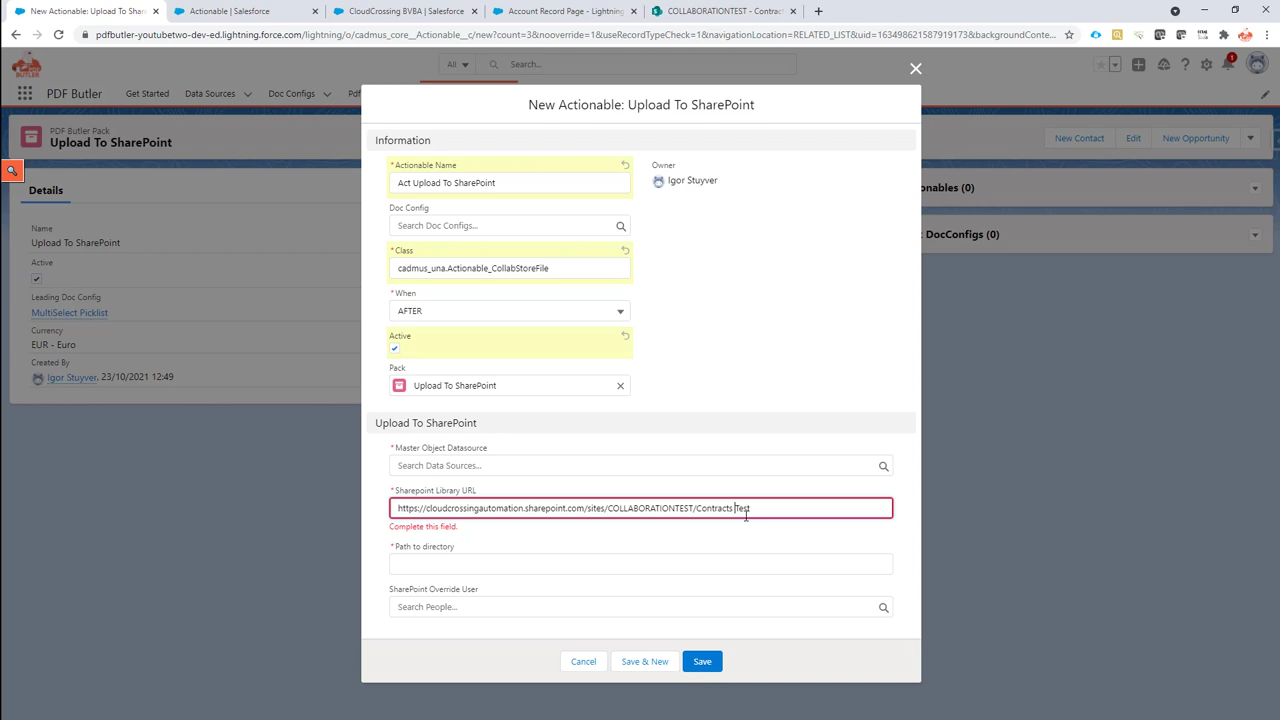 New Actionable: Upload To Shar
Actionable | Salesforce
CloudCrossing BVBA | Salesforce
Account Record Page - Lightning
COLLABORATIONTEST - Contrac
pdfbutler-youtubetwo-dev-ed.lightning.force.com/lightning/o/cadmus_core__Actionable__c/new?count=3&nooverride=1&useRecordTypeCheck=1&navigationLocation=RELATED_LIST&uid=163498621587919173&backgroundConte...
BUTLER
All
Search...
1
PDF Butler
Get Started
Data Sources
Doc Configs
Pdf
PDF Butler Pack
Upload To SharePoint
New Contact
Edit
New Opportunity
Details
Name
Upload To SharePoint
Active
Leading Doc Config
MultiSelect Picklist
Currency
EUR - Euro
Created By
Igor Stuyver, 23/10/2021 12:49
onables (0)
DocConfigs (0)
New Actionable: Upload To SharePoint
Information
* Actionable Name
Act Upload To SharePoint
Owner
Igor Stuyver
Doc Config
Search Doc Configs...
* Class
cadmus_una.Actionable_CollabStoreFile
* When
AFTER
Active
Pack
Upload To SharePoint
Upload To SharePoint
* Master Object Datasource
Search Data Sources...
* Sharepoint Library URL
https://cloudcrossingautomation.sharepoint.com/sites/COLLABORATIONTEST/Contracts Test
Complete this field.
* Path to directory
SharePoint Override User
Search People...
Cancel
Save & New
Save